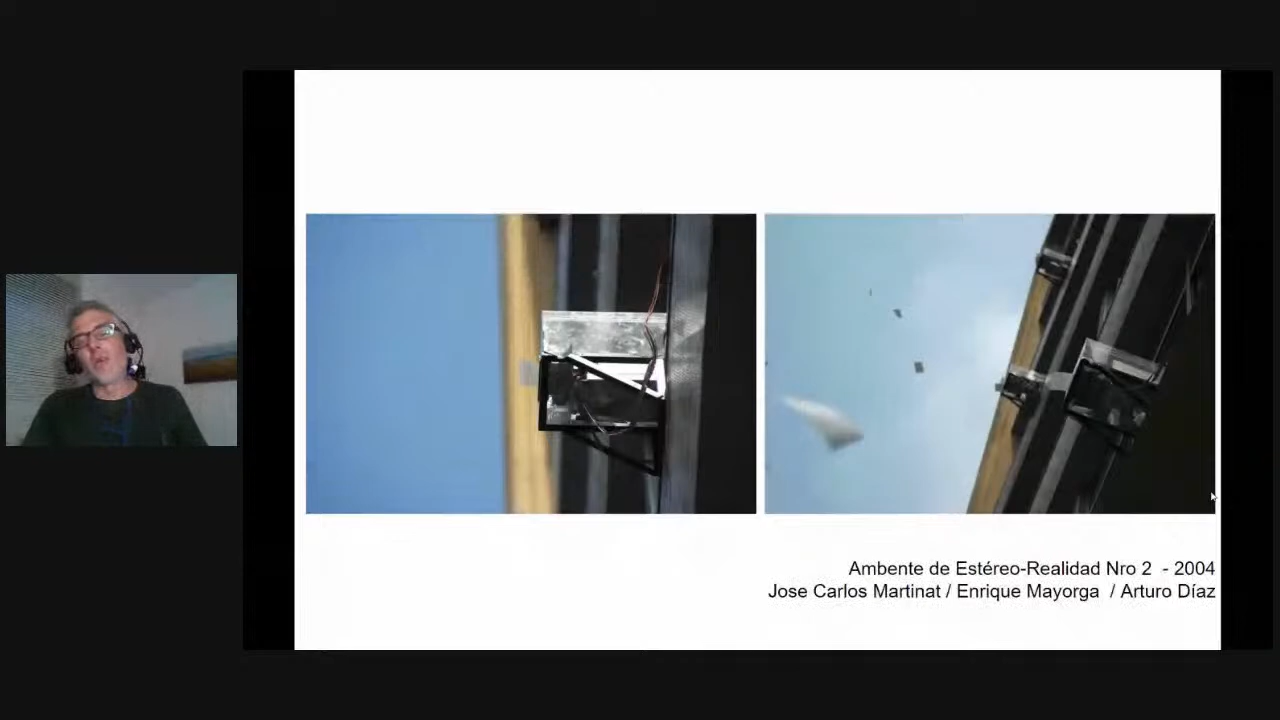 Ambente de Estéreo-Realidad Nro 2 - 2004
Jose Carlos Martinat / Enrique Mayorga / Arturo Díaz